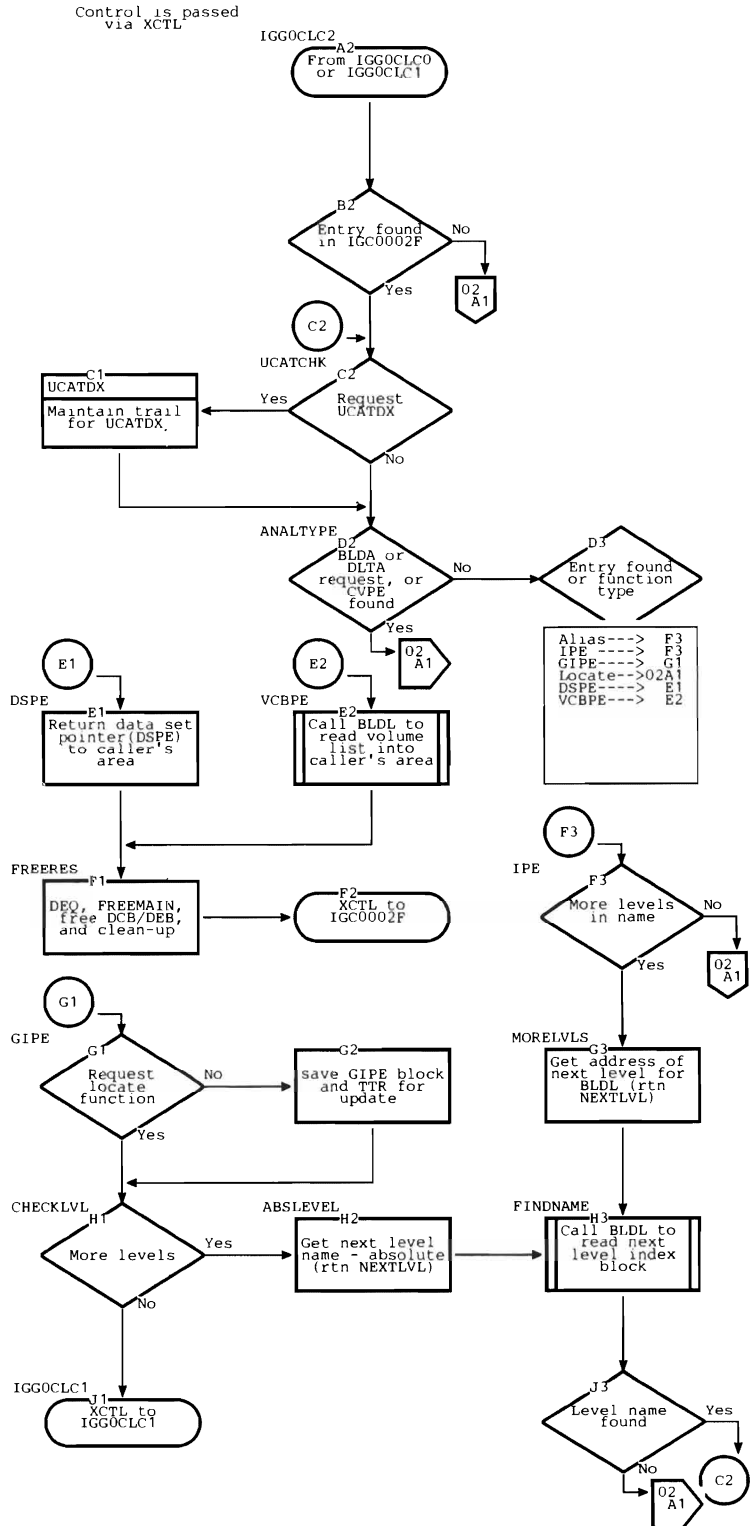 Control is passed
via XCTL
IGG0CLC2
A2
From IGG0CLC0
or IGG0CLC1
B2
Entry found
in IGC0002F
No
02
A1
Yes
C2
UCATCHK
C2
Request
UCATDX
Yes
C1
UCATDX
Maintain trail
for UCATDX
No
ANALTYPE
D2
BLDA or
DLTA
request, or
CVPE
found
No
D3
Entry found
or function
type
Yes
02
A1
Alias---> F3
IPE ----> F3
GIPE----> G1
Locate-->02A1
DSPE----> E1
VCBPE---> E2
E1
DSPE
E1
Return data set
pointer(DSPE)
to caller's
area
E2
VCBPE
E2
Call BLDL to
read volume
list into
caller's area
FREERES
F1
DEQ, FREEMAIN,
free DCB/DEB,
and clean-up
F2
XCTL to
IGC0002F
F3
IPE
F3
More levels
in name
No
02
A1
Yes
G1
GIPE
G1
Request
locate
function
No
G2
save GIPE block
and TTR for
update
Yes
MORELVLS
G3
Get address of
next level for
BLDL (rtn
NEXTLVL)
CHECKLVL
H1
More levels
Yes
ABSLEVEL
H2
Get next level
name - absolute
(rtn NEXTLVL)
FINDNAME
H3
Call BLDL to
read next
level index
block
No
IGG0CLC1
J1
XCTL to
IGG0CLC1
J3
Level name
found
Yes
C2
No
02
A1